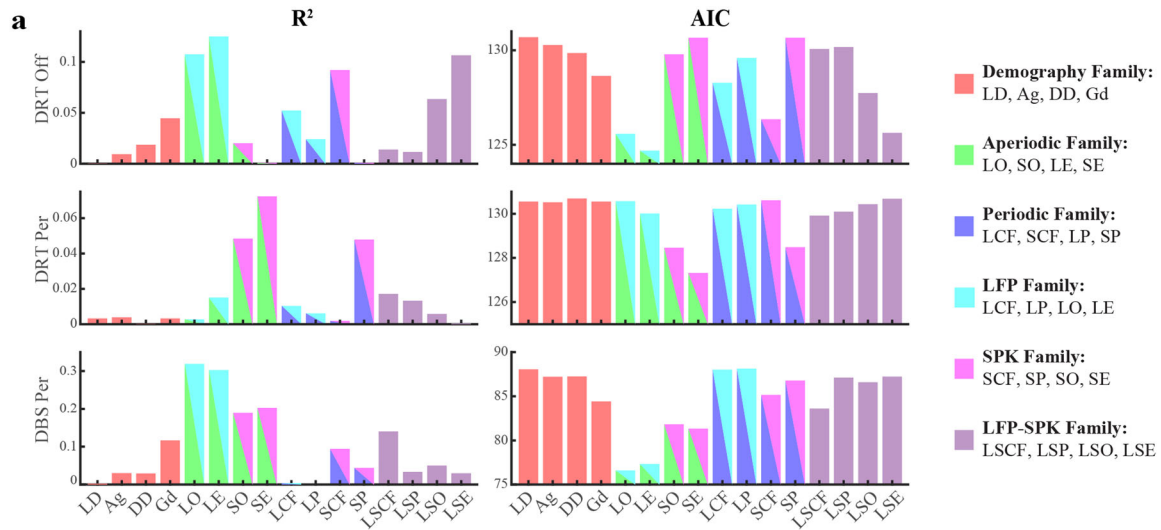 a
R²
AIC
DRT Off
0.1
0.05
0
130
125
DRT Per
0.06
0.04
0.02
0
130
128
126
DBS Per
0.3
0.2
0.1
0
90
85
80
75
LD Ag DD Gd LO LE SO SE LCF LP SCF SP LSCF LSP LSO LSE
LD Ag DD Gd LO LE SO SE LCF LP SCF SP LSCF LSP LSO LSE
Demography Family:
LD, Ag, DD, Gd
Aperiodic Family:
LO, SO, LE, SE
Periodic Family:
LCF, SCF, LP, SP
LFP Family:
LCF, LP, LO, LE
SPK Family:
SCF, SP, SO, SE
LFP-SPK Family:
LSCF, LSP, LSO, LSE